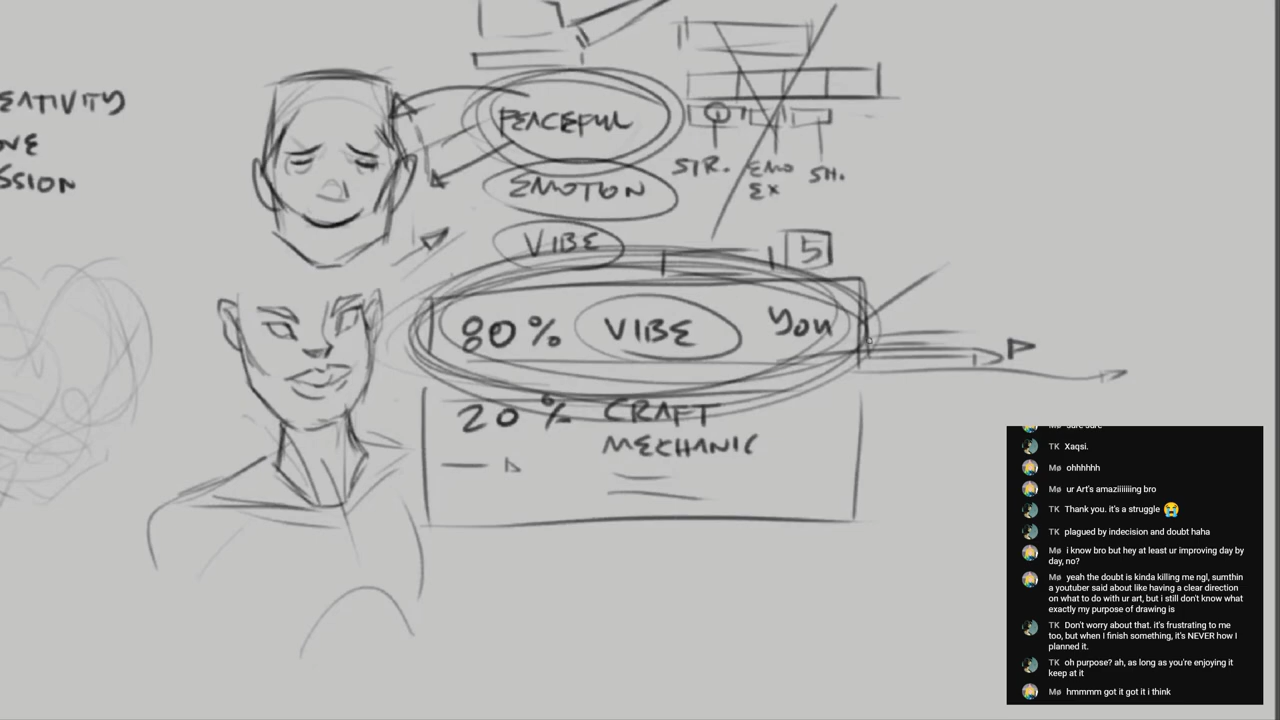 EATIVITY
SSION
PEACEFUL
STR. EMO SH.
EX
EMOTION
VIBE
5
80% VIBE YOU
20% CRAFT
MECHANIC
TK Xaqsi.
Mø ohhhhhh
Mø ur Art's amaziiiiiiing bro
TK Thank you. it's a struggle 😭
TK plagued by indecision and doubt haha
Mø i know bro but hey at least ur improving day by
day, no?
Mø yeah the doubt is kinda killing me ngl, sumthin
a youtuber said about like having a clear direction
on what to do with ur art, but i still don't know what
exactly my purpose of drawing is
TK Don't worry about that. it's frustrating to me
too, but when I finish something, it's NEVER how I
planned it.
TK oh purpose? ah, as long as you're enjoying it
keep at it
Mø hmmmm got it got it i think